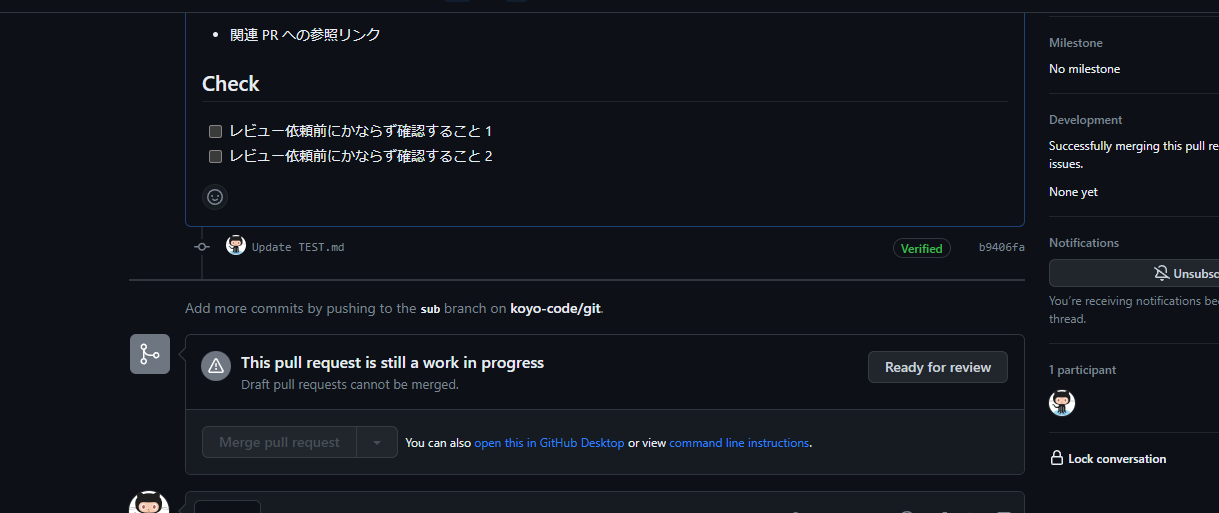 関連 PR への参照リンク
Check
レビュー依頼前にかならず確認すること 1
レビュー依頼前にかならず確認すること 2
Update TEST.md
Verified
b9406fa
Add more commits by pushing to the sub branch on koyo-code/git.
This pull request is still a work in progress
Draft pull requests cannot be merged.
Ready for review
Merge pull request
You can also open this in GitHub Desktop or view command line instructions.
Milestone
No milestone
Development
Successfully merging this pull re
issues.
None yet
Notifications
Unsubsc
You're receiving notifications be
thread.
1 participant
Lock conversation